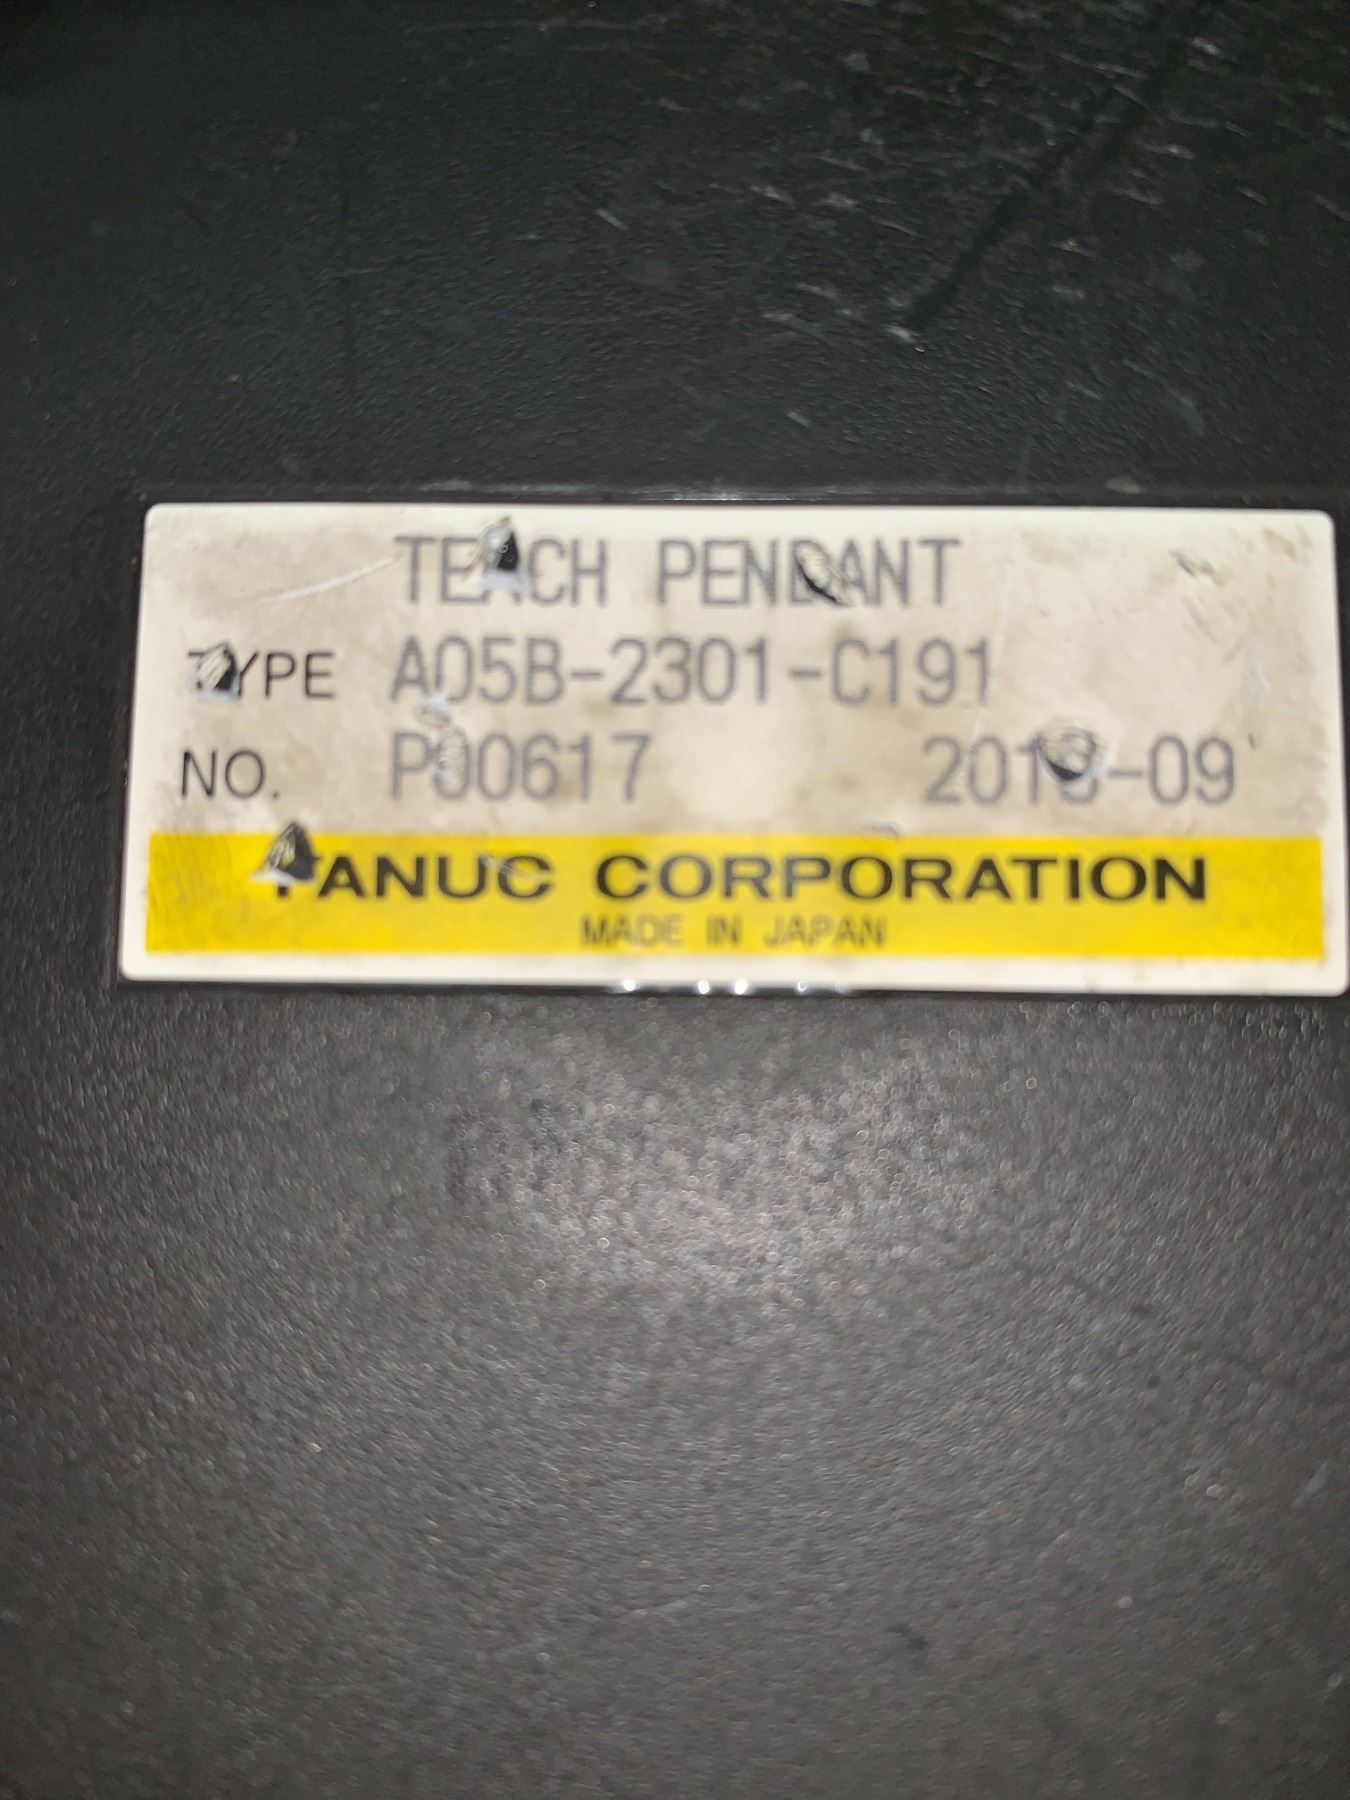 TEACH PENDANT
TYPE A05B-2301-C191
NO. P00617
FANUC CORPORATION
MADE IN JAPAN